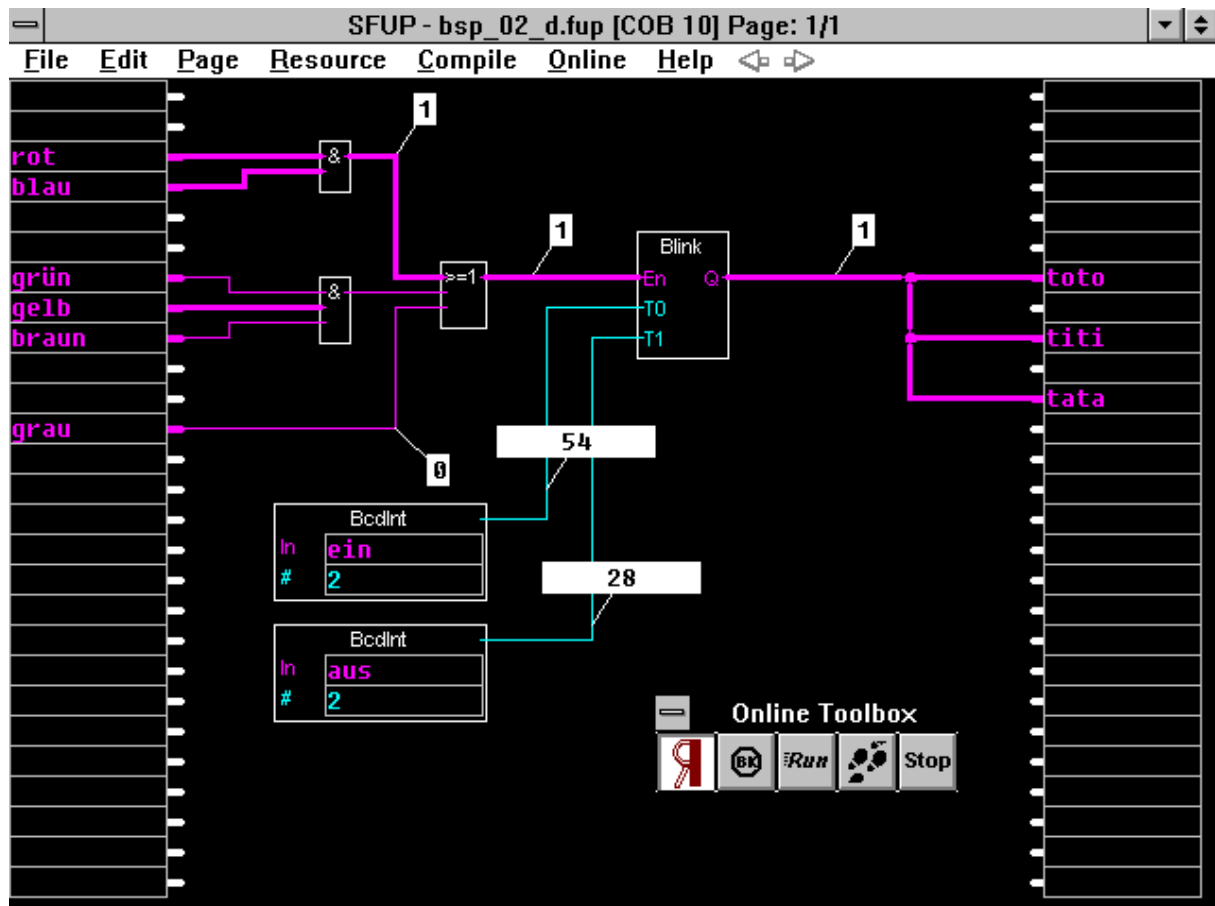 SFUP - bsp_02_d.fup [COB 10] Page: 1/1
File Edit Page Resource Compile Online Help
1
rot
&
blau
1
1
Blink
grün
>=1
En Q
toto
&
gelb
T0
braun
T1
titi
tata
grau
54
0
BcdInt
In ein
# 2
28
BcdInt
In aus
# 2
Online Toolbox
BK Run Stop